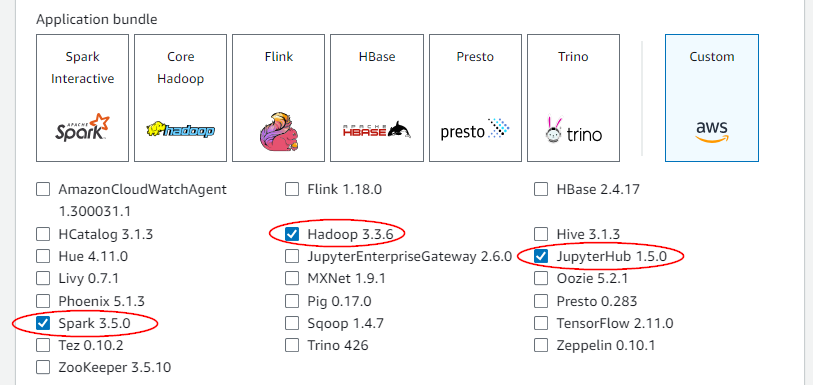 Application bundle
Spark Interactive
Core Hadoop
Flink
HBase
Presto
Trino
Custom
APACHE Spark
hadoop
APACHE HBASE
presto
trino
aws
AmazonCloudWatchAgent 1.300031.1
Flink 1.18.0
HBase 2.4.17
HCatalog 3.1.3
Hadoop 3.3.6
Hive 3.1.3
Hue 4.11.0
JupyterEnterpriseGateway 2.6.0
JupyterHub 1.5.0
Livy 0.7.1
MXNet 1.9.1
Oozie 5.2.1
Phoenix 5.1.3
Pig 0.17.0
Presto 0.283
Spark 3.5.0
Sqoop 1.4.7
TensorFlow 2.11.0
Tez 0.10.2
Trino 426
Zeppelin 0.10.1
ZooKeeper 3.5.10